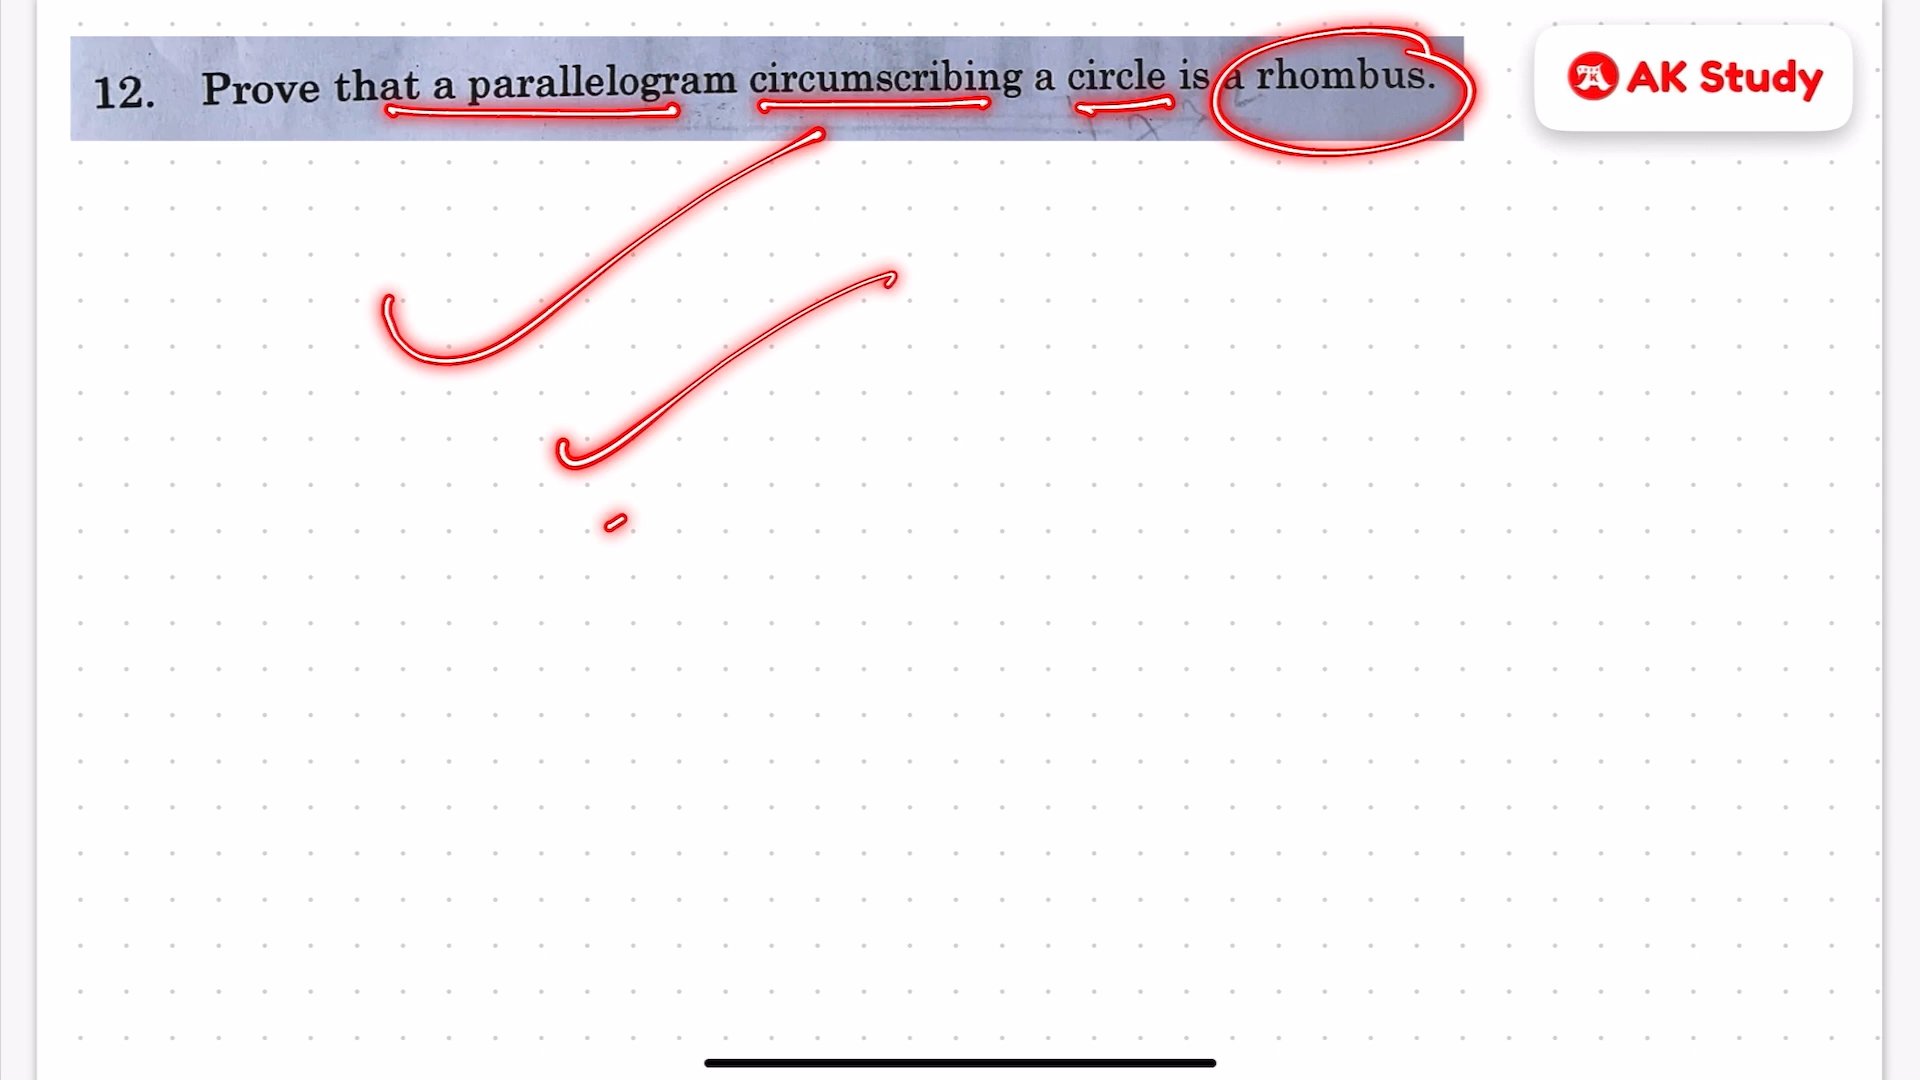 12. Prove that a parallelogram circumscribing a circle is a rhombus.
AK Study